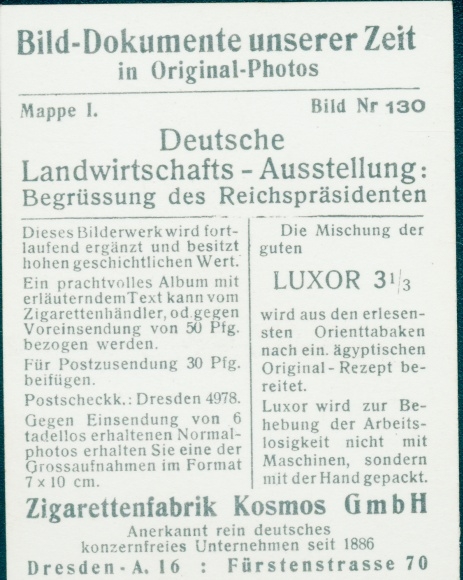 Bild-Dokumente unserer Zeit
in Original-Photos
Mappe I.
Bild Nr 130
Deutsche
Landwirtschafts-Ausstellung:
Begrüssung des Reichspräsidenten
Dieses Bilderwerk wird fort-
laufend ergänzt und besitzt
hohen geschichtlichen Wert.
Ein prachtvolles Album mit
erläuterndem Text kann vom
Zigarettenhändler, od. gegen
Voreinsendung von 50 Pfg.
bezogen werden.
Für Postzusendung 30 Pfg.
beifügen.
Postscheckk.: Dresden 4978.
Gegen Einsendung von 6
tadellos erhaltenen Normal-
photos erhalten Sie eine der
Grossaufnahmen im Format
7 x 10 cm.
Die Mischung der
guten
LUXOR 3 1/3
wird aus den erlesen-
sten Orienttabaken
nach ein. ägyptischen
Original-Rezept be-
reitet.
Luxor wird zur Be-
hebung der Arbeits-
losigkeit nicht mit
Maschinen, sondern
mit der Hand gepackt.
Zigarettenfabrik Kosmos GmbH
Anerkannt rein deutsches
konzernfreies Unternehmen seit 1886
Dresden-A. 16 : Fürstenstrasse 70